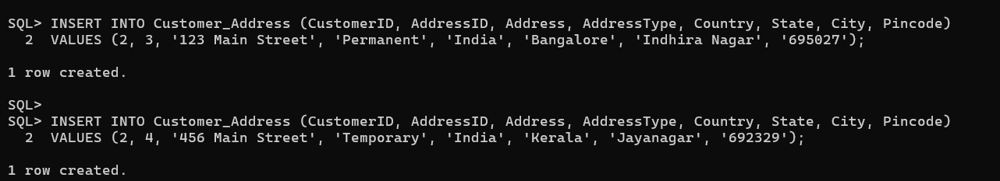 SQL> INSERT INTO Customer_Address (CustomerID, AddressID, Address, AddressType, Country, State, City, Pincode)
  2  VALUES (2, 3, '123 Main Street', 'Permanent', 'India', 'Bangalore', 'Indhira Nagar', '695027');
1 row created.
SQL>
SQL> INSERT INTO Customer_Address (CustomerID, AddressID, Address, AddressType, Country, State, City, Pincode)
  2  VALUES (2, 4, '456 Main Street', 'Temporary', 'India', 'Kerala', 'Jayanagar', '692329');
1 row created.